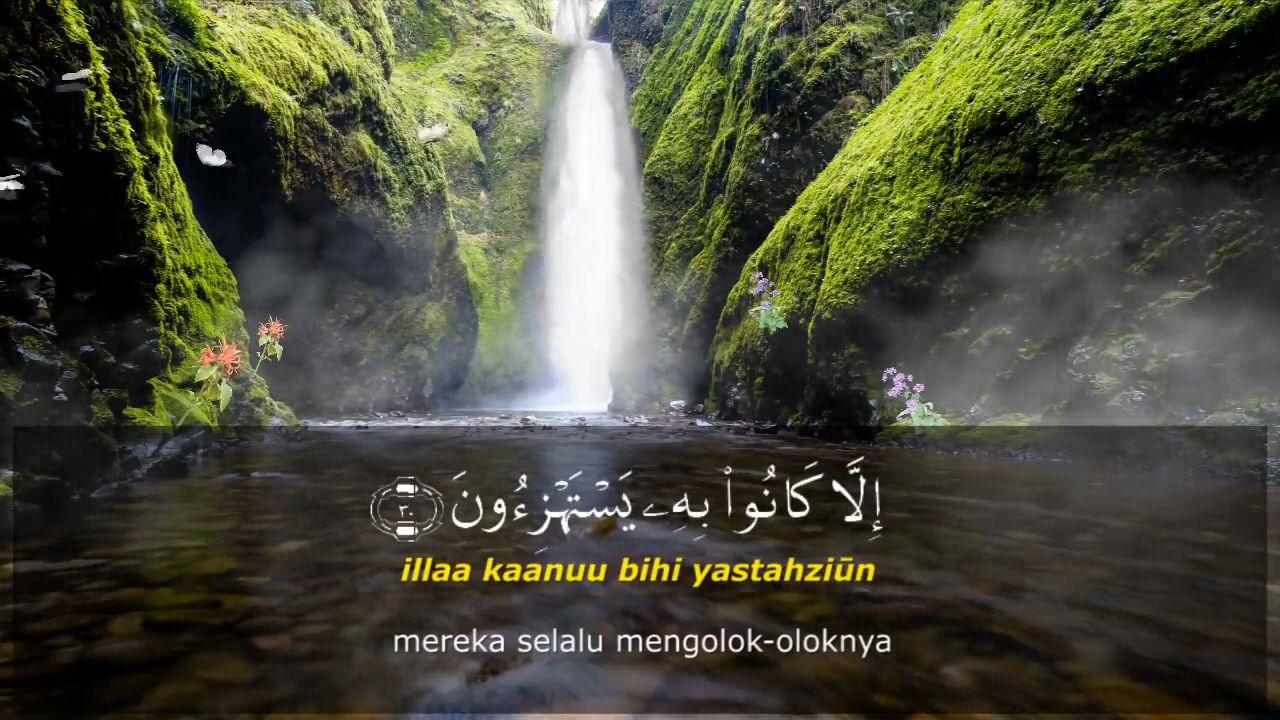 إِلَّا كَانُوا۟ بِهِۦ يَسْتَهْزِءُونَ ٣٠
illaa kaanuu bihi yastahziūn
mereka selalu mengolok-oloknya